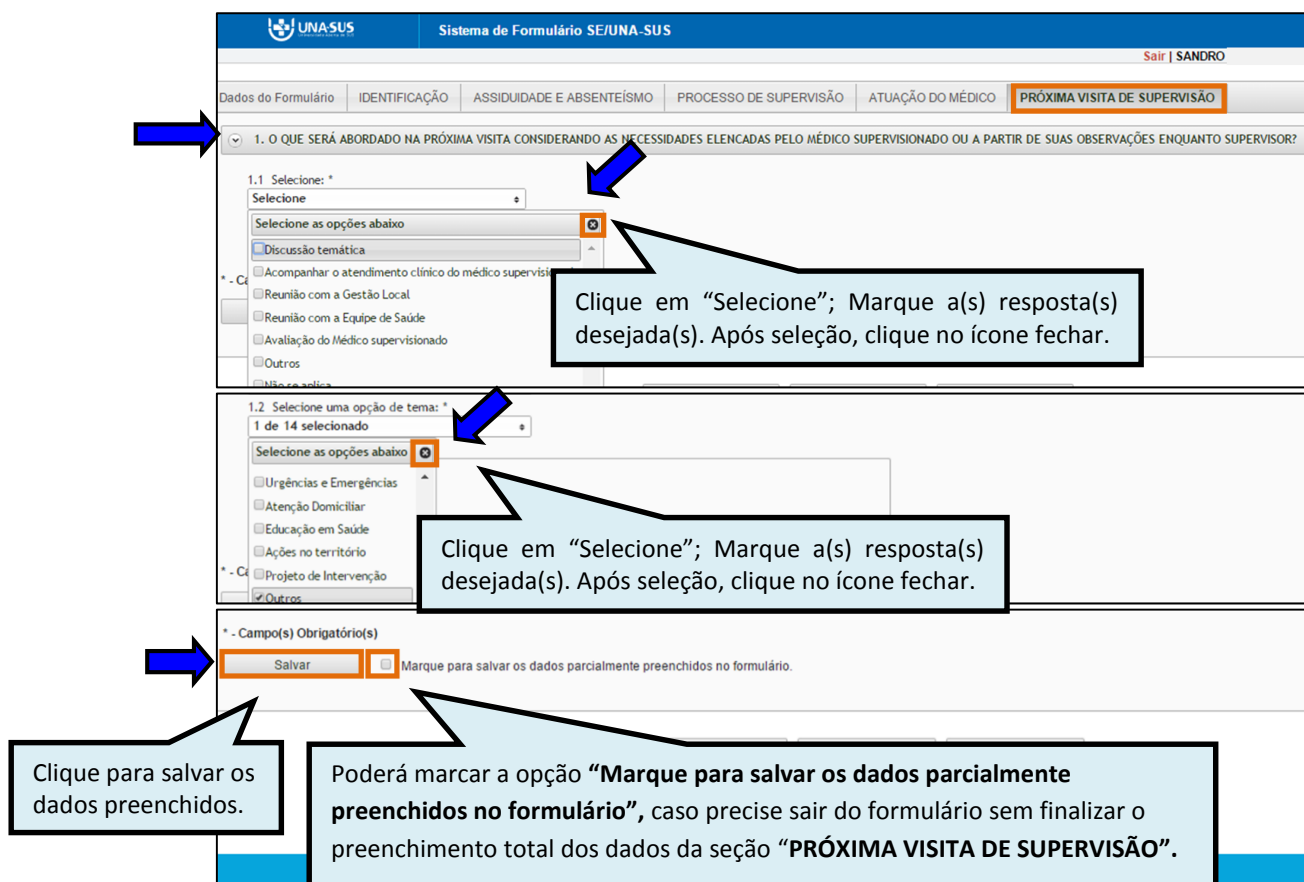 UNA-SUS
Sistema de Formulário SE/UNA-SUS
Sair | SANDRO
Dados do Formulário IDENTIFICAÇÃO ASSIDUIDADE E ABSENTEÍSMO PROCESSO DE SUPERVISÃO ATUAÇÃO DO MÉDICO PRÓXIMA VISITA DE SUPERVISÃO
1. O QUE SERÁ ABORDADO NA PRÓXIMA VISITA CONSIDERANDO AS NECESSIDADES ELENCADAS PELO MÉDICO SUPERVISIONADO OU A PARTIR DE SUAS OBSERVAÇÕES ENQUANTO SUPERVISOR?
1.1 Selecione: *
Selecione
Selecione as opções abaixo
Discussão temática
Acompanhar o atendimento clínico do médico
* - Ca
Reunião com a Gestão Local
Reunião com a Equipe de Saúde
Avaliação do Médico supervisionado
Outros
Não se aplica
Clique em “Selecione”; Marque a(s) resposta(s)
desejada(s). Após seleção, clique no ícone fechar.
1.2 Selecione uma opção de tema: *
1 de 14 selecionado
Selecione as opções abaixo
Urgências e Emergências
Atenção Domiciliar
Educação em Saúde
Ações no território
* - Ca
Projeto de Intervenção
Outros
Clique em “Selecione”; Marque a(s) resposta(s)
desejada(s). Após seleção, clique no ícone fechar.
* - Campo(s) Obrigatório(s)
Salvar Marque para salvar os dados parcialmente preenchidos no formulário.
Clique para salvar os
dados preenchidos.
Poderá marcar a opção “Marque para salvar os dados parcialmente
preenchidos no formulário”, caso precise sair do formulário sem finalizar o
preenchimento total dos dados da seção “PRÓXIMA VISITA DE SUPERVISÃO”.